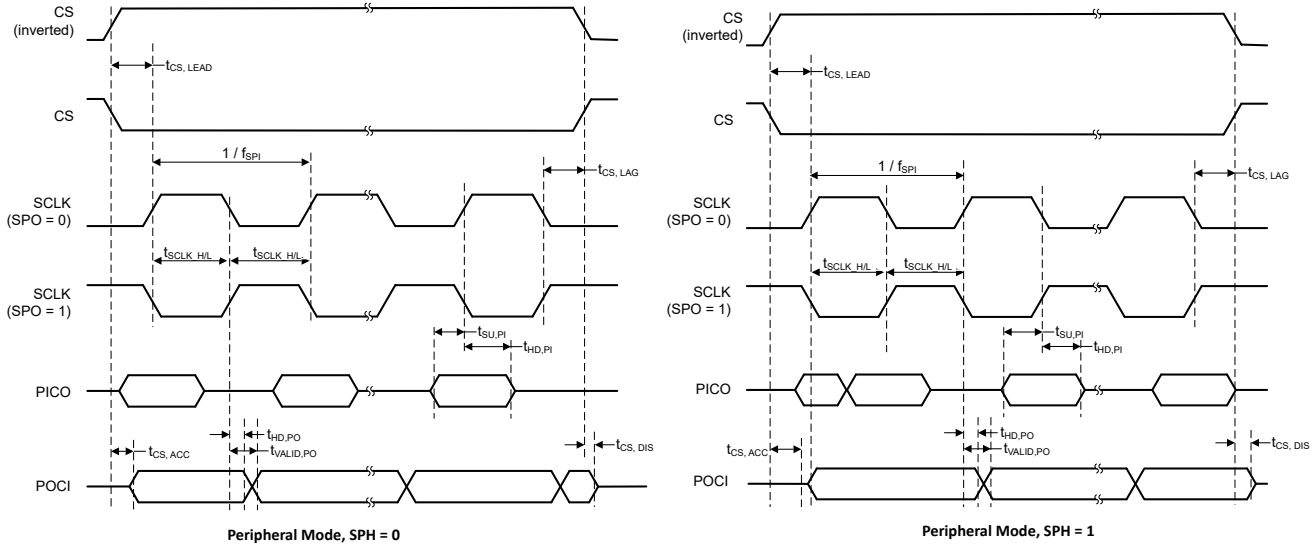 CS
(inverted)
tCS, LEAD
CS
1 / fSPI
tCS, LAG
SCLK
(SPO = 0)
tSCLK_H/L
tSCLK_H/L
SCLK
(SPO = 1)
tSU,PI
tHD,PI
PICO
tHD,PO
tVALID,PO
tCS, ACC
tCS, DIS
POCI
Peripheral Mode, SPH = 0
CS
(inverted)
tCS, LEAD
CS
1 / fSPI
tCS, LAG
SCLK
(SPO = 0)
tSCLK_H/L
tSCLK_H/L
SCLK
(SPO = 1)
tSU,PI
tHD,PI
PICO
tHD,PO
tVALID,PO
tCS, ACC
tCS, DIS
POCI
Peripheral Mode, SPH = 1